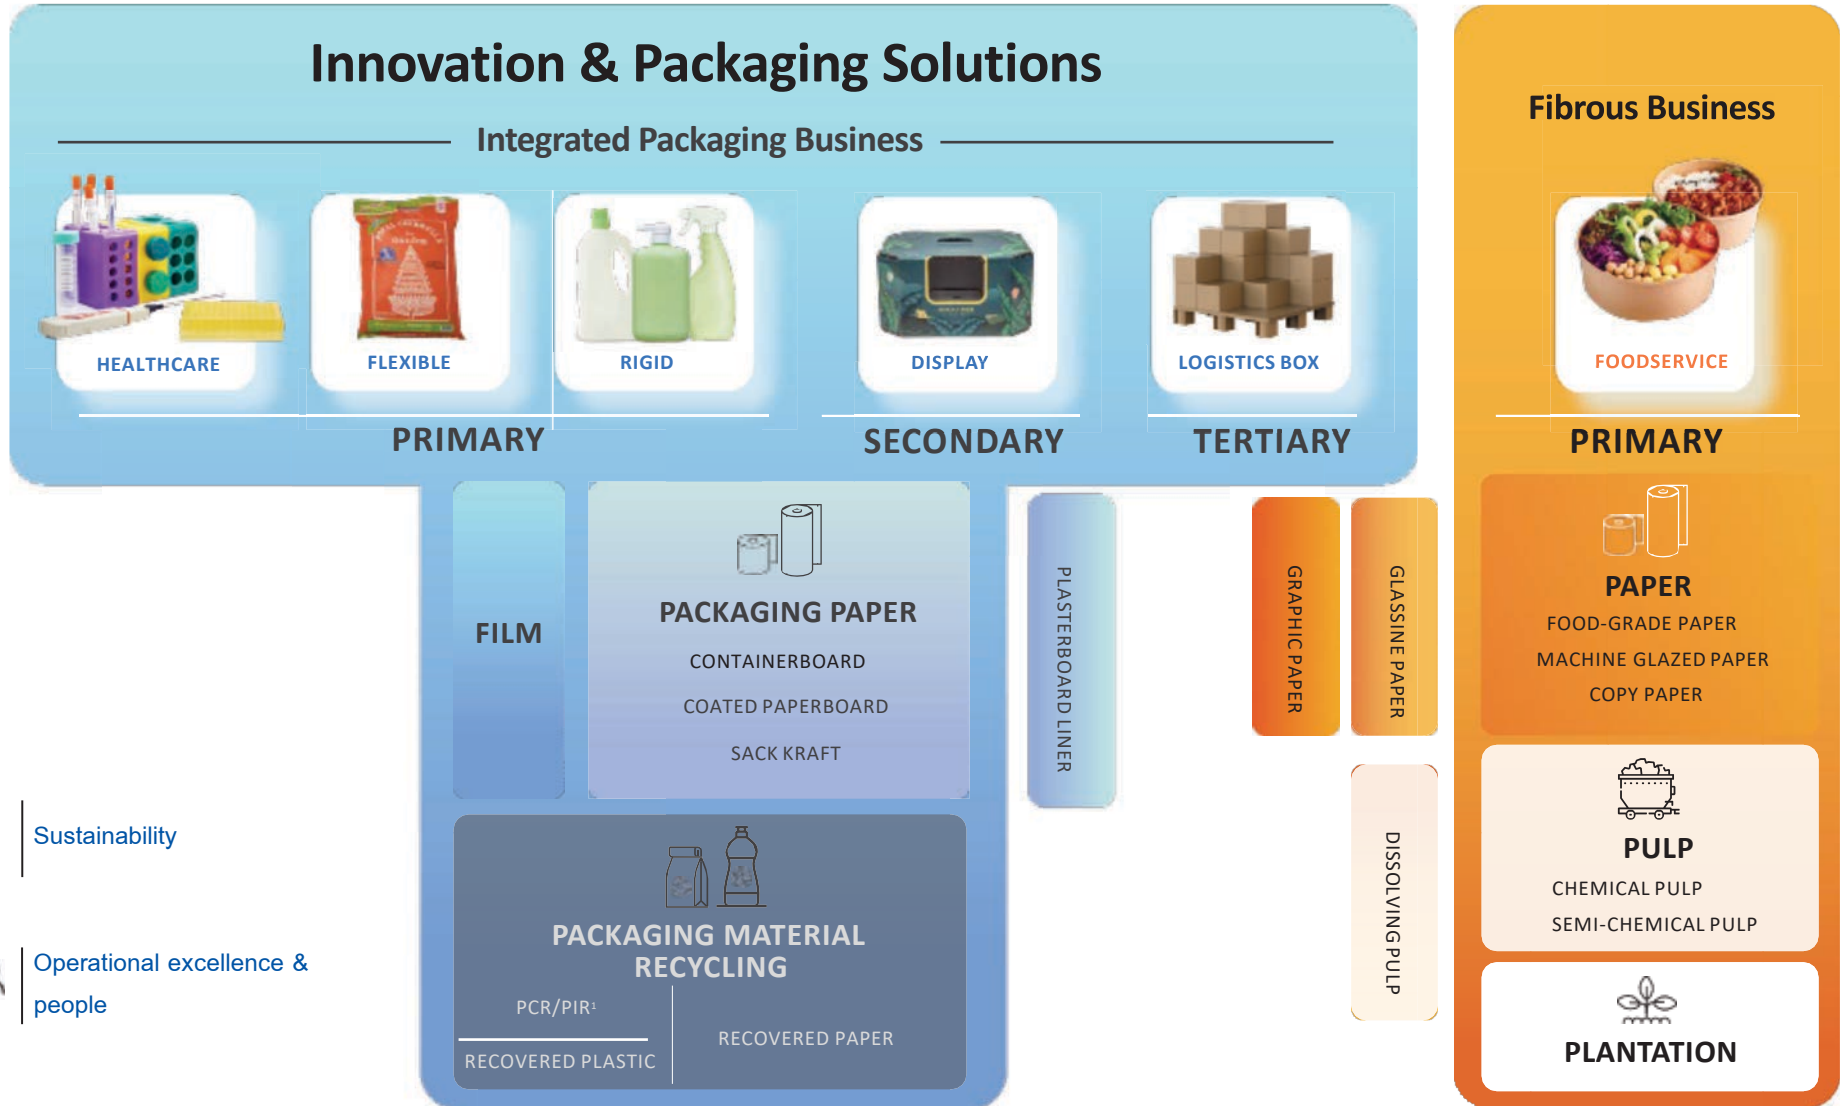 Innovation & Packaging Solutions
Integrated Packaging Business
HEALTHCARE
FLEXIBLE
RIGID
DISPLAY
LOGISTICS BOX
PRIMARY
SECONDARY
TERTIARY
FILM
PACKAGING PAPER
CONTAINERBOARD
COATED PAPERBOARD
SACK KRAFT
PLASTERBOARD LINER
PACKAGING MATERIAL
RECYCLING
PCR/PIR¹
RECOVERED PLASTIC
RECOVERED PAPER
GRAPHIC PAPER
GLASSINE PAPER
DISSOLVING PULP
Fibrous Business
FOODSERVICE
PRIMARY
PAPER
FOOD-GRADE PAPER
MACHINE GLAZED PAPER
COPY PAPER
PULP
CHEMICAL PULP
SEMI-CHEMICAL PULP
PLANTATION
Sustainability
Operational excellence &
people